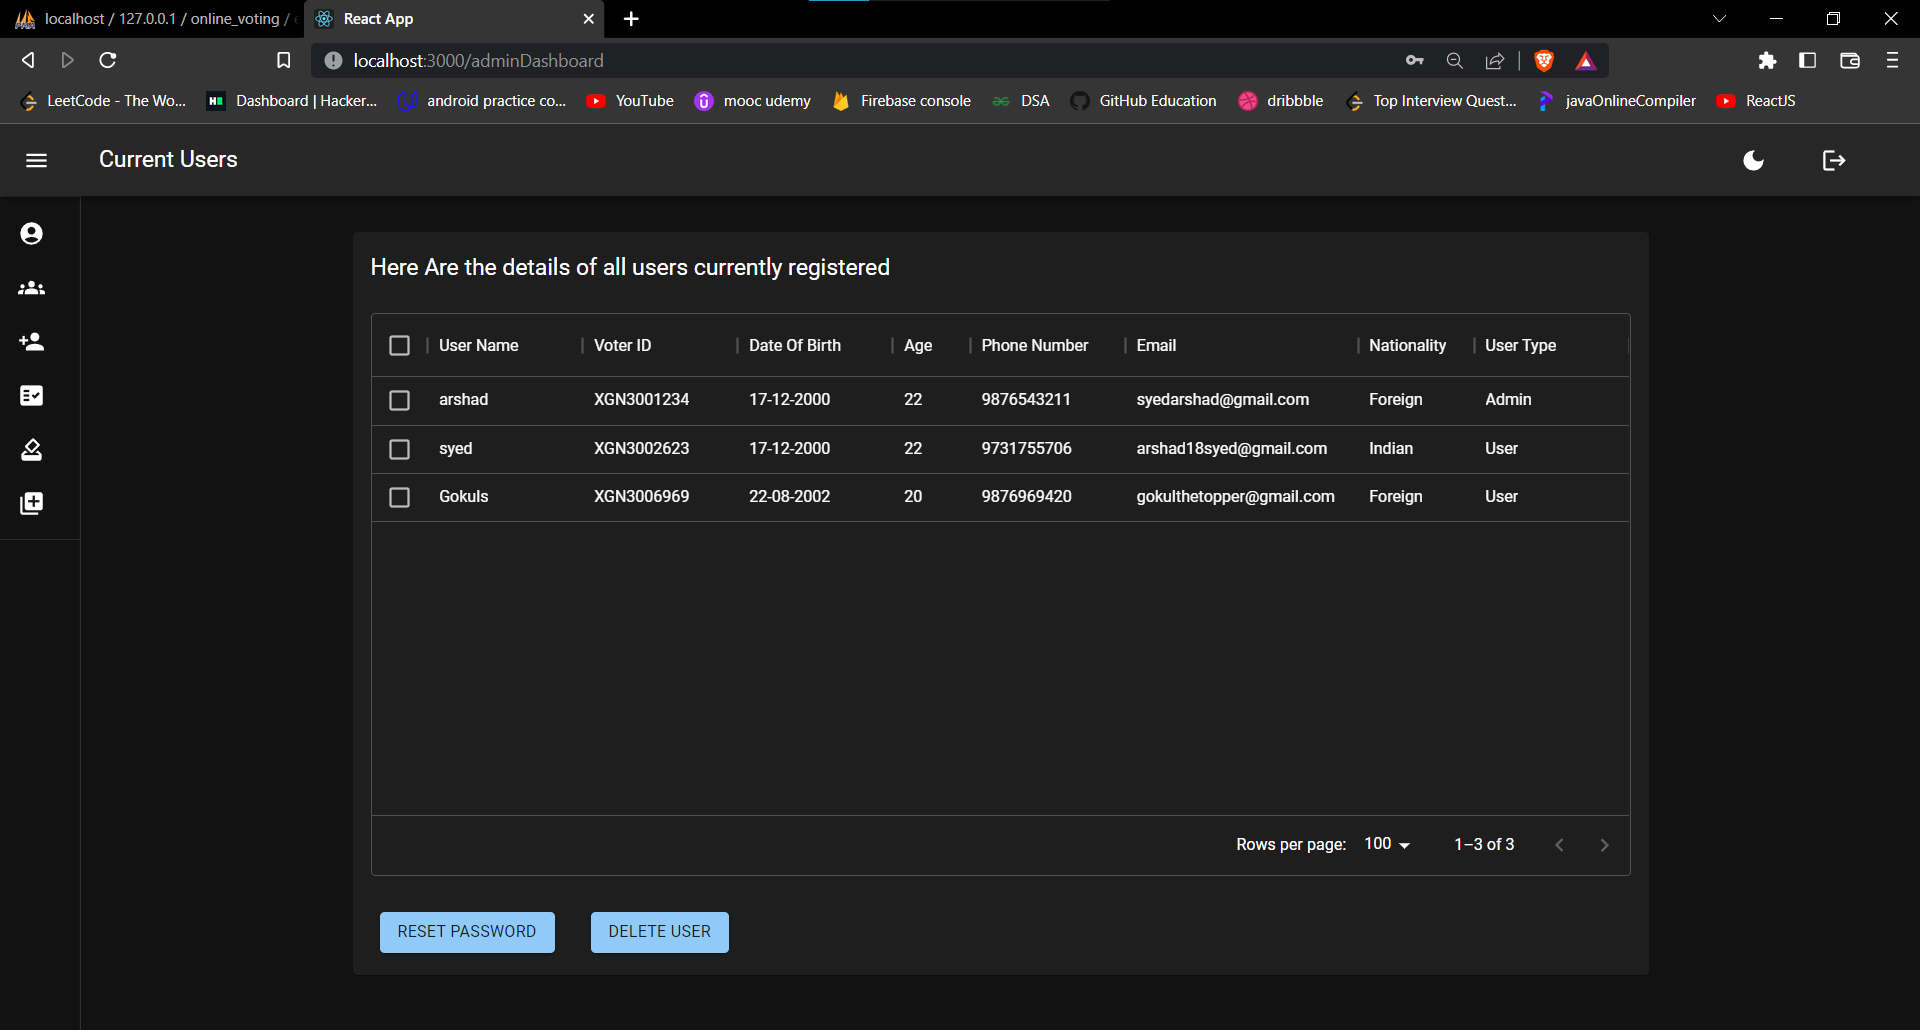 localhost / 127.0.0.1 / online_voting /
React App
localhost:3000/adminDashboard
LeetCode - The Wo... Dashboard | Hacker... android practice co... YouTube mooc udemy Firebase console DSA GitHub Education dribbble Top Interview Quest... javaOnlineCompiler ReactJS
Current Users
Here Are the details of all users currently registered
User Name Voter ID Date Of Birth Age Phone Number Email Nationality User Type
arshad XGN3001234 17-12-2000 22 9876543211 syedarshad@gmail.com Foreign Admin
syed XGN3002623 17-12-2000 22 9731755706 arshad18syed@gmail.com Indian User
Gokuls XGN3006969 22-08-2002 20 9876969420 gokulthetopper@gmail.com Foreign User
Rows per page: 100 1–3 of 3
RESET PASSWORD DELETE USER